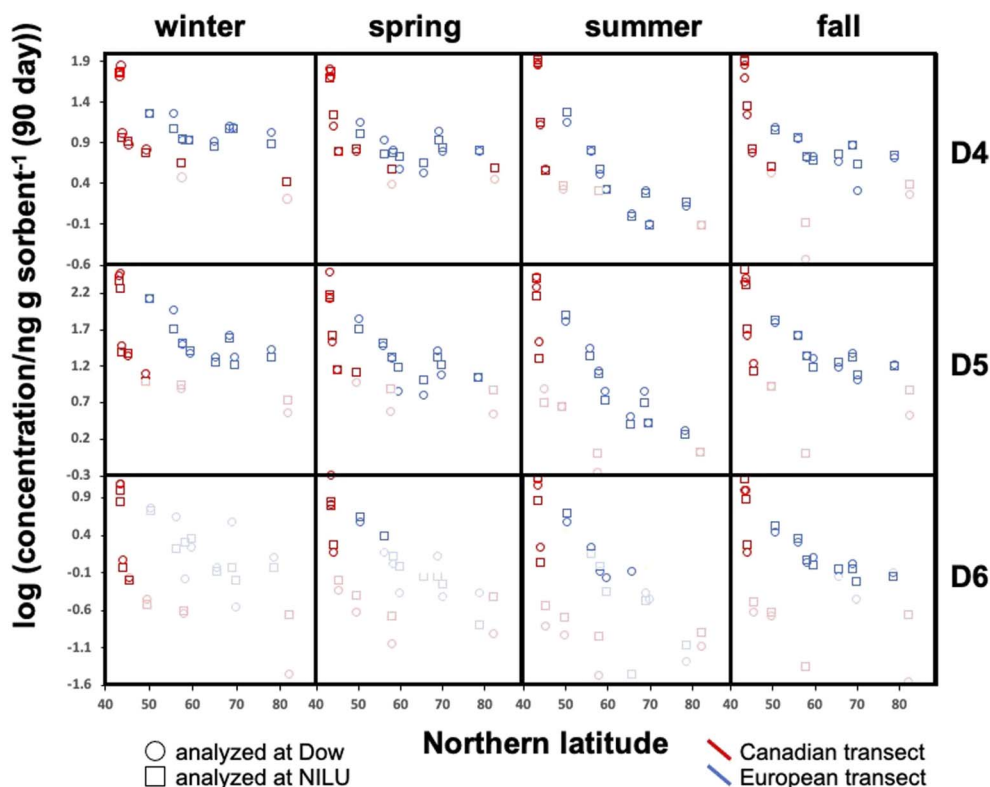 winter spring summer fall
log (concentration/ng g sorbent⁻¹ (90 day))
1.9
1.4
0.9
0.4
-0.1
-0.6
D4
2.2
1.7
1.2
0.7
0.2
-0.3
D5
0.9
0.4
-0.1
-0.6
-1.1
-1.6
D6
40 50 60 70 80 40 50 60 70 80 40 50 60 70 80 40 50 60 70 80
Northern latitude
analyzed at Dow
analyzed at NILU
Canadian transect
European transect